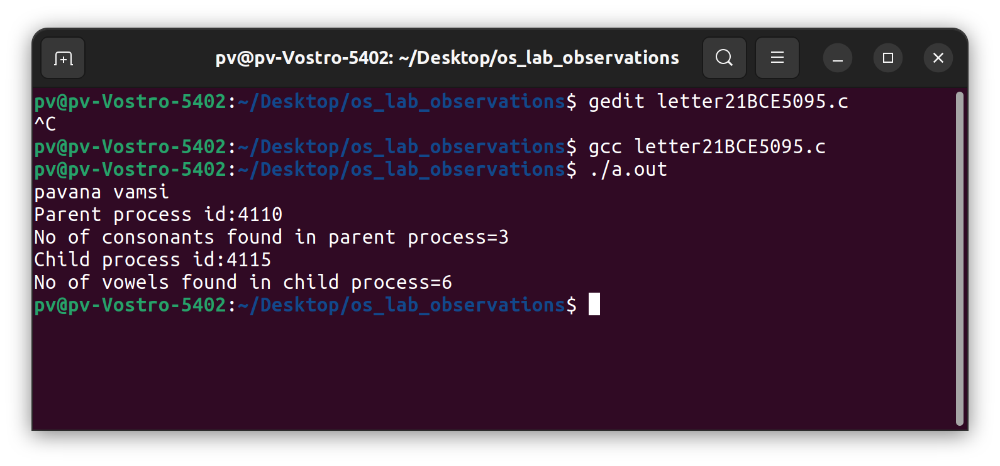 pv@pv-Vostro-5402: ~/Desktop/os_lab_observations
pv@pv-Vostro-5402:~/Desktop/os_lab_observations$ gedit letter21BCE5095.c
^C
pv@pv-Vostro-5402:~/Desktop/os_lab_observations$ gcc letter21BCE5095.c
pv@pv-Vostro-5402:~/Desktop/os_lab_observations$ ./a.out
pavana vamsi
Parent process id:4110
No of consonants found in parent process=3
Child process id:4115
No of vowels found in child process=6
pv@pv-Vostro-5402:~/Desktop/os_lab_observations$